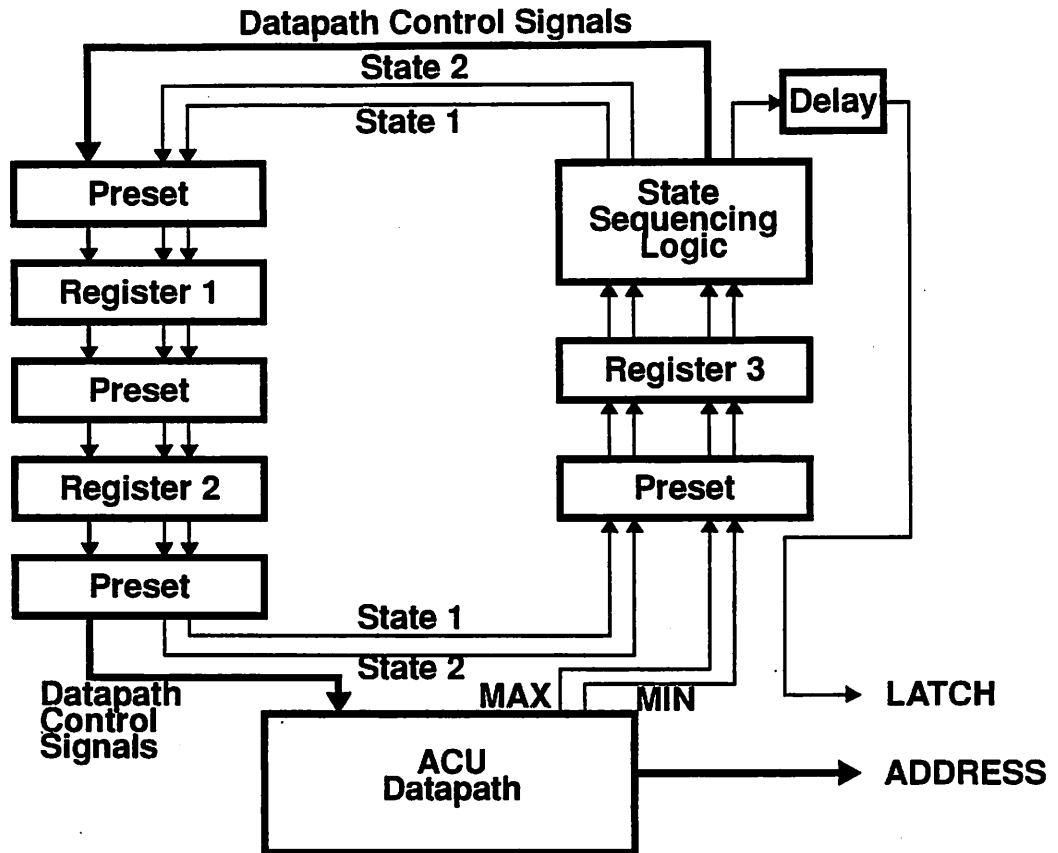 Datapath Control Signals
State 2
State 1
Delay
Preset
State
Sequencing
Logic
Register 1
Register 3
Preset
Register 2
Preset
Preset
State 1
State 2
Datapath
Control
Signals
MAX
MIN
LATCH
ACU
Datapath
ADDRESS